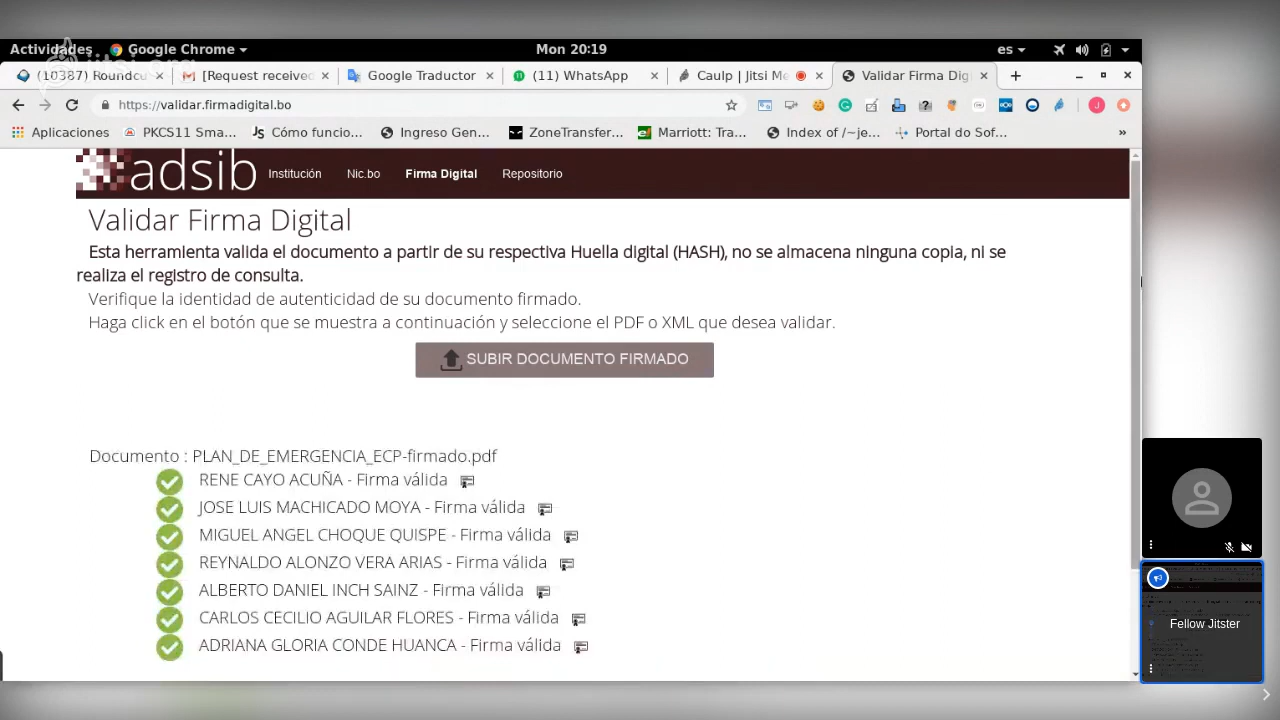 Actividades Google Chrome Mon 20:19 es
jitsi.org
(10387) Roundcu [Request received Google Traductor (11) WhatsApp Caulp | Jitsi Me Validar Firma Dig
https://validar.firmadigital.bo
Aplicaciones PKCS11 Sma... Cómo funcio... Ingreso Gen... ZoneTransfer... Marriott: Tra... Index of /~je... Portal do Sof... »
adsib Institución Nic.bo Firma Digital Repositorio
Validar Firma Digital
Esta herramienta valida el documento a partir de su respectiva Huella digital (HASH), no se almacena ninguna copia, ni se
realiza el registro de consulta.
Verifique la identidad de autenticidad de su documento firmado.
Haga click en el botón que se muestra a continuación y seleccione el PDF o XML que desea validar.
SUBIR DOCUMENTO FIRMADO
Documento : PLAN_DE_EMERGENCIA_ECP-firmado.pdf
RENE CAYO ACUÑA - Firma válida
JOSE LUIS MACHICADO MOYA - Firma válida
MIGUEL ANGEL CHOQUE QUISPE - Firma válida
REYNALDO ALONZO VERA ARIAS - Firma válida
ALBERTO DANIEL INCH SAINZ - Firma válida
CARLOS CECILIO AGUILAR FLORES - Firma válida
ADRIANA GLORIA CONDE HUANCA - Firma válida
Fellow Jitster